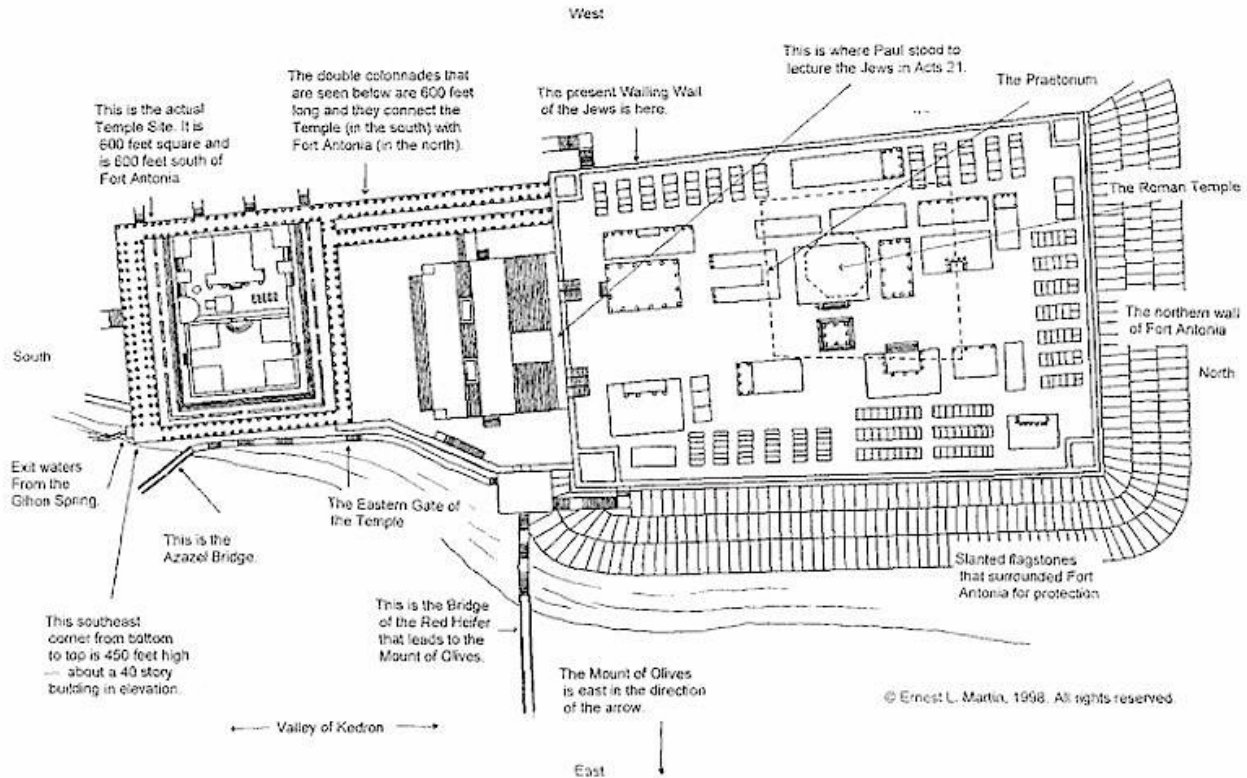 West
This is where Paul stood to
lecture the Jews in Acts 21.
The Praetorium
The double colonnades that
are seen below are 600 feet
long and they connect the
Temple (in the south) with
Fort Antonia (in the north).
The present Wailing Wall
of the Jews is here.
This is the actual
Temple Site. It is
600 feet square and
is 600 feet south of
Fort Antonia
The Roman Temple
The northern wall
of Fort Antonia
South
North
Exit waters
From the
Gihon Spring.
The Eastern Gate of
the Temple
This is the
Azazel Bridge.
Slanted flagstones
that surrounded Fort
Antonia for protection
This southeast
corner from bottom
to top is 450 feet high
— about a 40 story
building in elevation.
This is the Bridge
of the Red Heifer
that leads to the
Mount of Olives.
The Mount of Olives
is east in the direction
of the arrow.
© Ernest L. Martin, 1998. All rights reserved.
Valley of Kedron
East